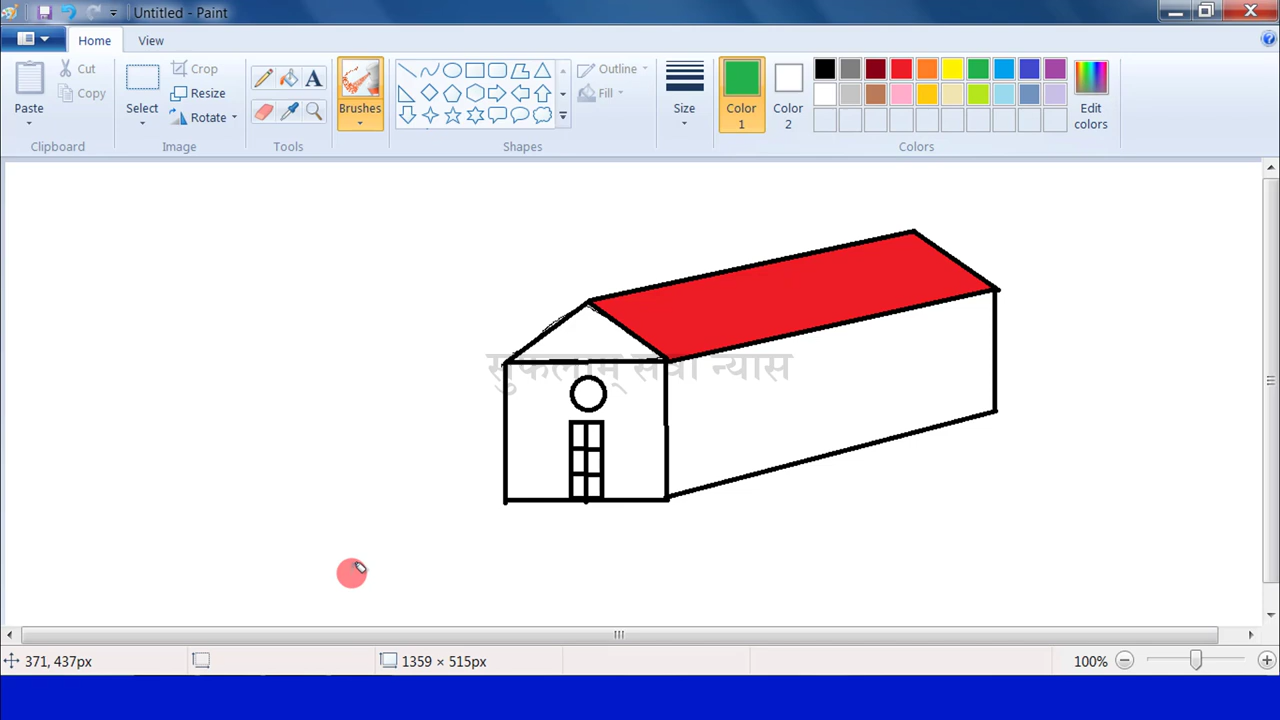 Untitled - Paint
Home
View
Paste
Cut
Copy
Clipboard
Select
Crop
Resize
Rotate
Image
Tools
Brushes
Shapes
Outline
Fill
Size
Color 1
Color 2
Edit colors
Colors
सुफलाम् सेवा न्यास
371, 437px
1359 × 515px
100%